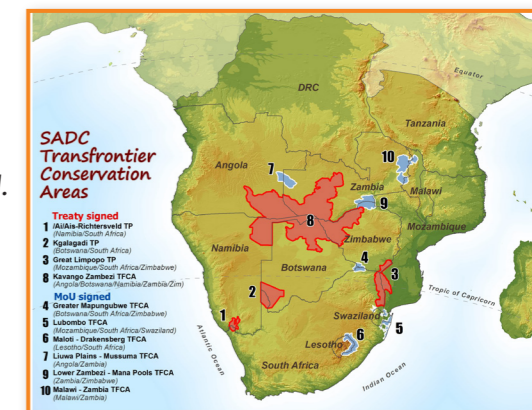 SADC
Transfrontier
Conservation
Areas
Treaty signed
1 /Ai/Ais-Richtersveld TP
(Namibia/South Africa)
2 Kgalagadi TP
(Botswana/South Africa)
3 Great Limpopo TP
(Mozambique/South Africa/Zimbabwe)
8 Kavango Zambezi TFCA
(Angola/Botswana/Namibia/Zambia/Zim)
MoU signed
4 Greater Mapungubwe TFCA
(Botswana/South Africa/Zimbabwe)
5 Lubombo TFCA
(Mozambique/South Africa/Swaziland)
6 Maloti - Drakensberg TFCA
(Lesotho/South Africa)
7 Liuwa Plains - Mussuma TFCA
(Angola/Zambia)
9 Lower Zambezi - Mana Pools TFCA
(Zambia/Zimbabwe)
10 Malawi - Zambia TFCA
(Malawi/Zambia)
Equator
DRC
Tanzania
Angola
7
10
Zambia
Malawi
9
8
Mozambique
Namibia
Zimbabwe
Botswana
4
3
2
Tropic of Capricorn
1
Swaziland
5
Lesotho
6
South Africa
Atlantic Ocean
Indian Ocean